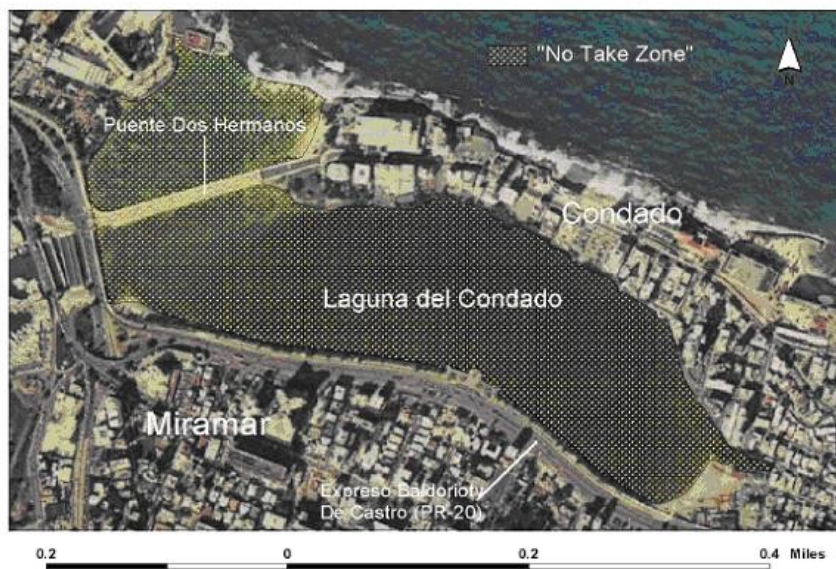 "No Take Zone"
N
Puente Dos Hermanos
Condado
Laguna del Condado
Miramar
Expreso Baldorioty
De Castro (PR-20)
0.2 0 0.2 0.4 Miles